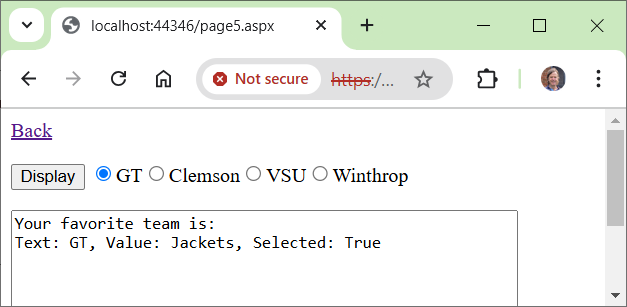 localhost:44346/page5.aspx
Not secure https:/...
Back
Display GT Clemson VSU Winthrop
Your favorite team is:
Text: GT, Value: Jackets, Selected: True